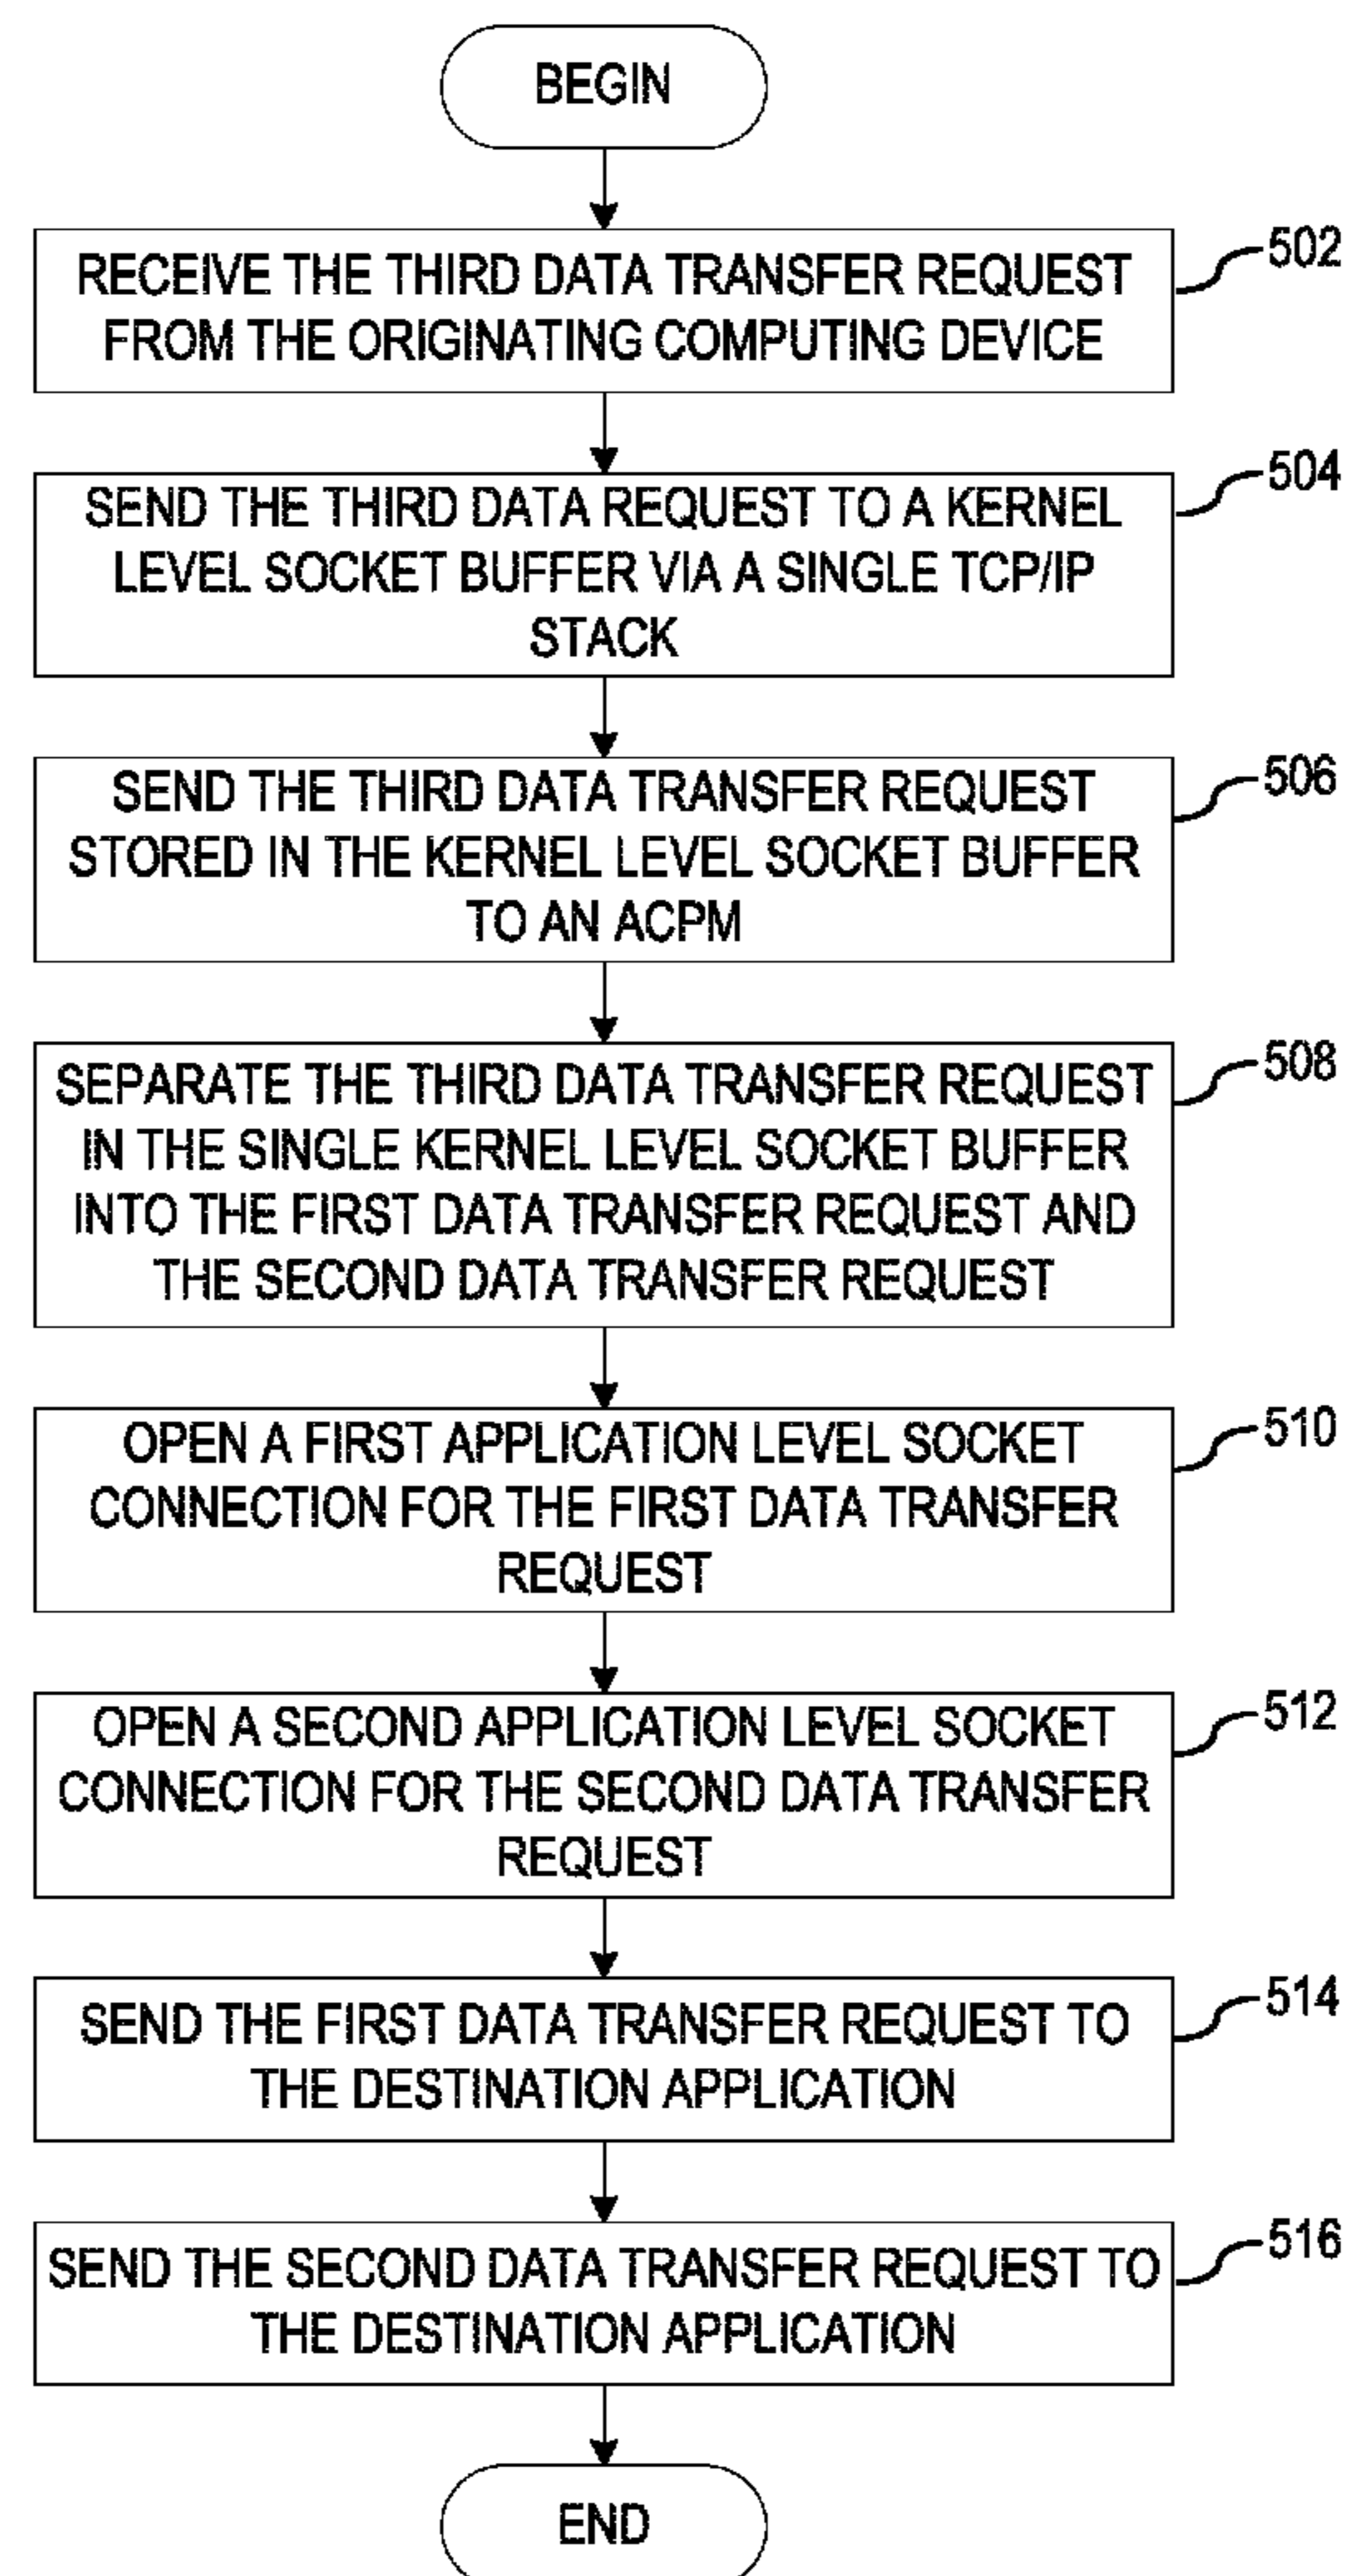 BEGIN
RECEIVE THE THIRD DATA TRANSFER REQUEST
FROM THE ORIGINATING COMPUTING DEVICE
502
SEND THE THIRD DATA REQUEST TO A KERNEL
LEVEL SOCKET BUFFER VIA A SINGLE TCP/IP
STACK
504
SEND THE THIRD DATA TRANSFER REQUEST
STORED IN THE KERNEL LEVEL SOCKET BUFFER
TO AN ACPM
506
SEPARATE THE THIRD DATA TRANSFER REQUEST
IN THE SINGLE KERNEL LEVEL SOCKET BUFFER
INTO THE FIRST DATA TRANSFER REQUEST AND
THE SECOND DATA TRANSFER REQUEST
508
OPEN A FIRST APPLICATION LEVEL SOCKET
CONNECTION FOR THE FIRST DATA TRANSFER
REQUEST
510
OPEN A SECOND APPLICATION LEVEL SOCKET
CONNECTION FOR THE SECOND DATA TRANSFER
REQUEST
512
SEND THE FIRST DATA TRANSFER REQUEST TO
THE DESTINATION APPLICATION
514
SEND THE SECOND DATA TRANSFER REQUEST TO
THE DESTINATION APPLICATION
516
END